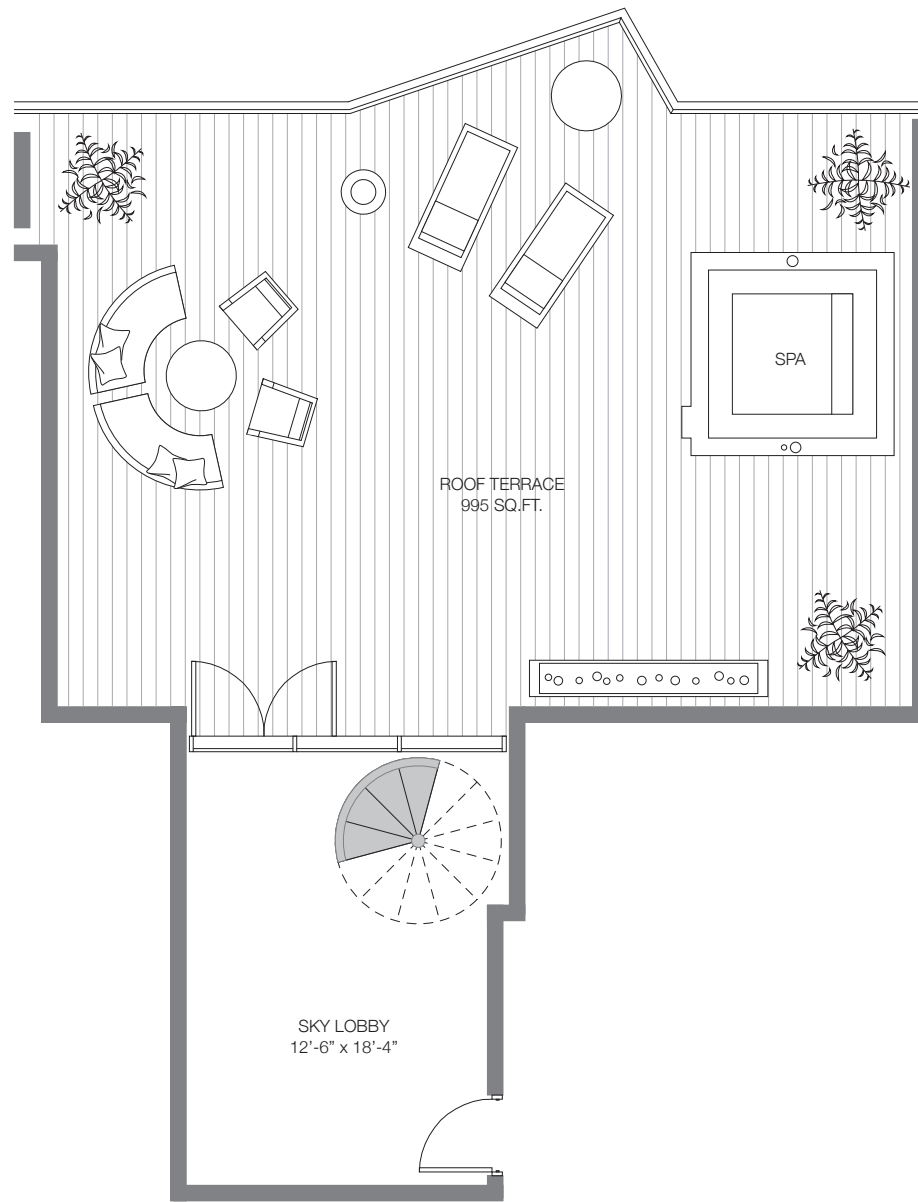 SPA
ROOF TERRACE
995 SQ.FT.
SKY LOBBY
12’-6” x 18’-4”